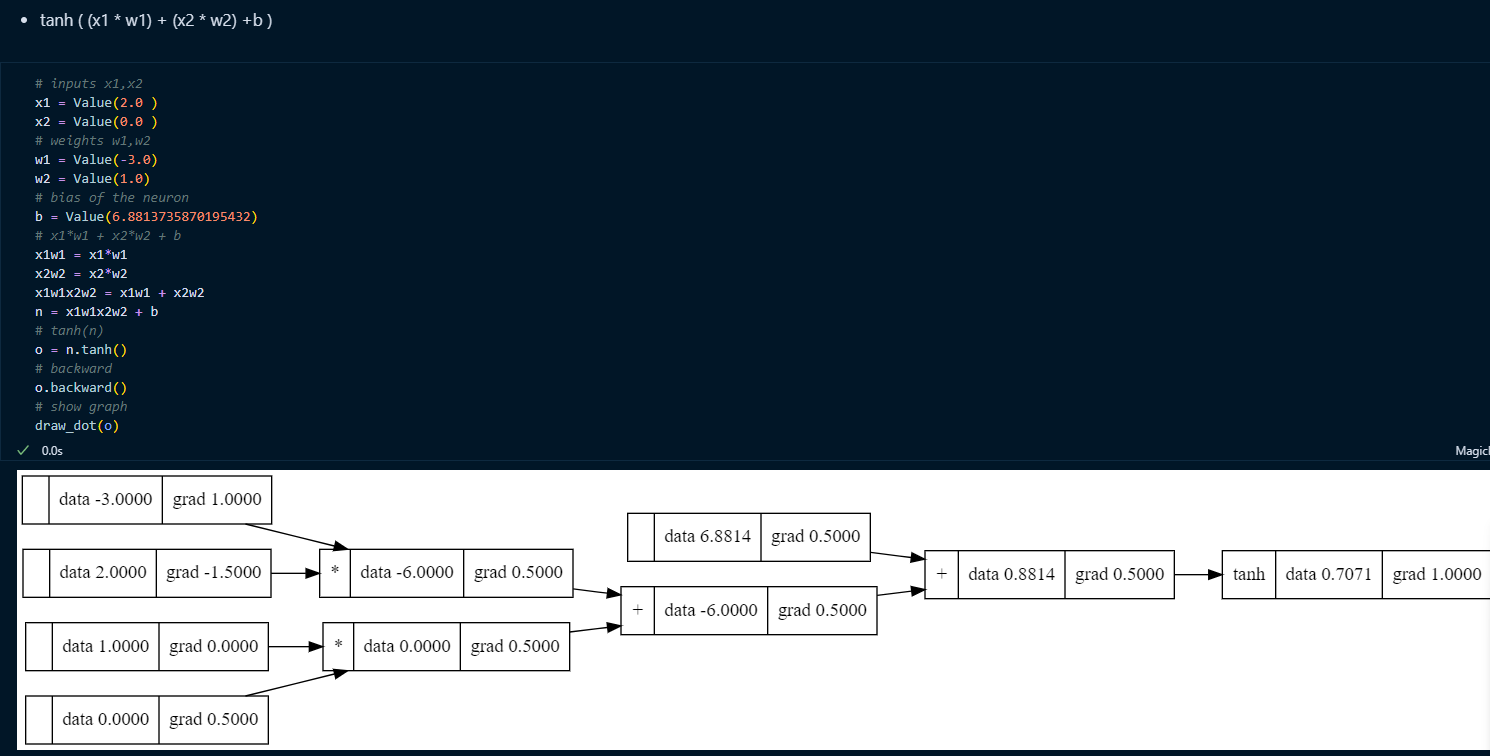 • tanh ( (x1 * w1) + (x2 * w2) +b )
# inputs x1,x2
x1 = Value(2.0 )
x2 = Value(0.0 )
# weights w1,w2
w1 = Value(-3.0)
w2 = Value(1.0)
# bias of the neuron
b = Value(6.8813735870195432)
# x1*w1 + x2*w2 + b
x1w1 = x1*w1
x2w2 = x2*w2
x1w1x2w2 = x1w1 + x2w2
n = x1w1x2w2 + b
# tanh(n)
o = n.tanh()
# backward
o.backward()
# show graph
draw_dot(o)
✓ 0.0s
Magic
data -3.0000 grad 1.0000
data 2.0000 grad -1.5000
* data -6.0000 grad 0.5000
data 1.0000 grad 0.0000
* data 0.0000 grad 0.5000
data 0.0000 grad 0.5000
data 6.8814 grad 0.5000
+ data -6.0000 grad 0.5000
+ data 0.8814 grad 0.5000
tanh data 0.7071 grad 1.0000